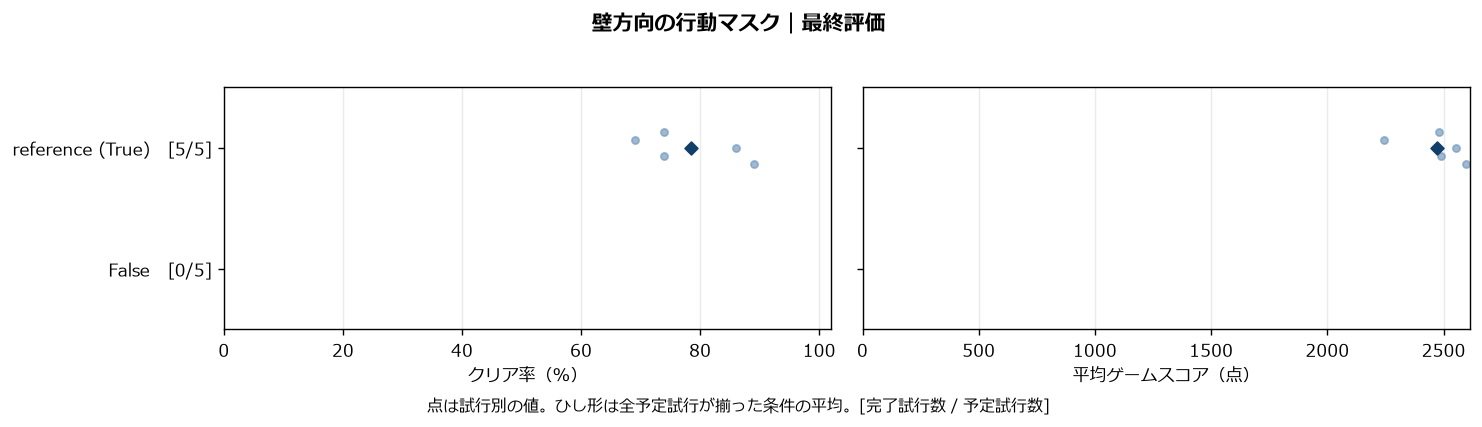 壁方向の行動マスク｜最終評価
reference (True) [5/5]
False [0/5]
0 20 40 60 80 100
0 500 1000 1500 2000 2500
クリア率（%）
平均ゲームスコア（点）
点は試行別の値。ひし形は全予定試行が揃った条件の平均。[完了試行数 / 予定試行数]